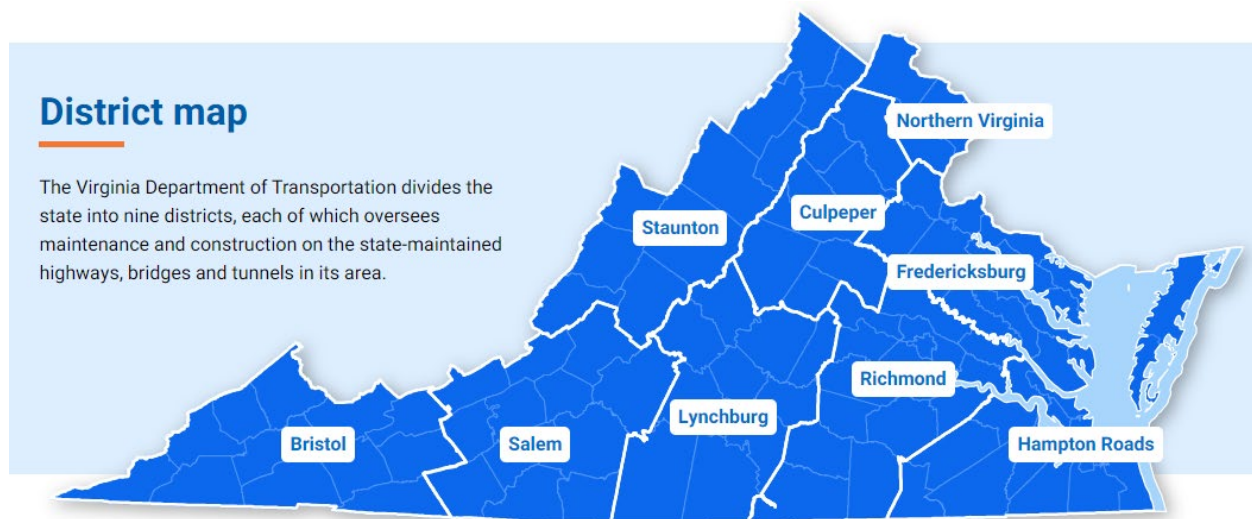 District map
The Virginia Department of Transportation divides the
state into nine districts, each of which oversees
maintenance and construction on the state-maintained
highways, bridges and tunnels in its area.
Northern Virginia
Culpeper
Staunton
Fredericksburg
Richmond
Lynchburg
Bristol
Salem
Hampton Roads